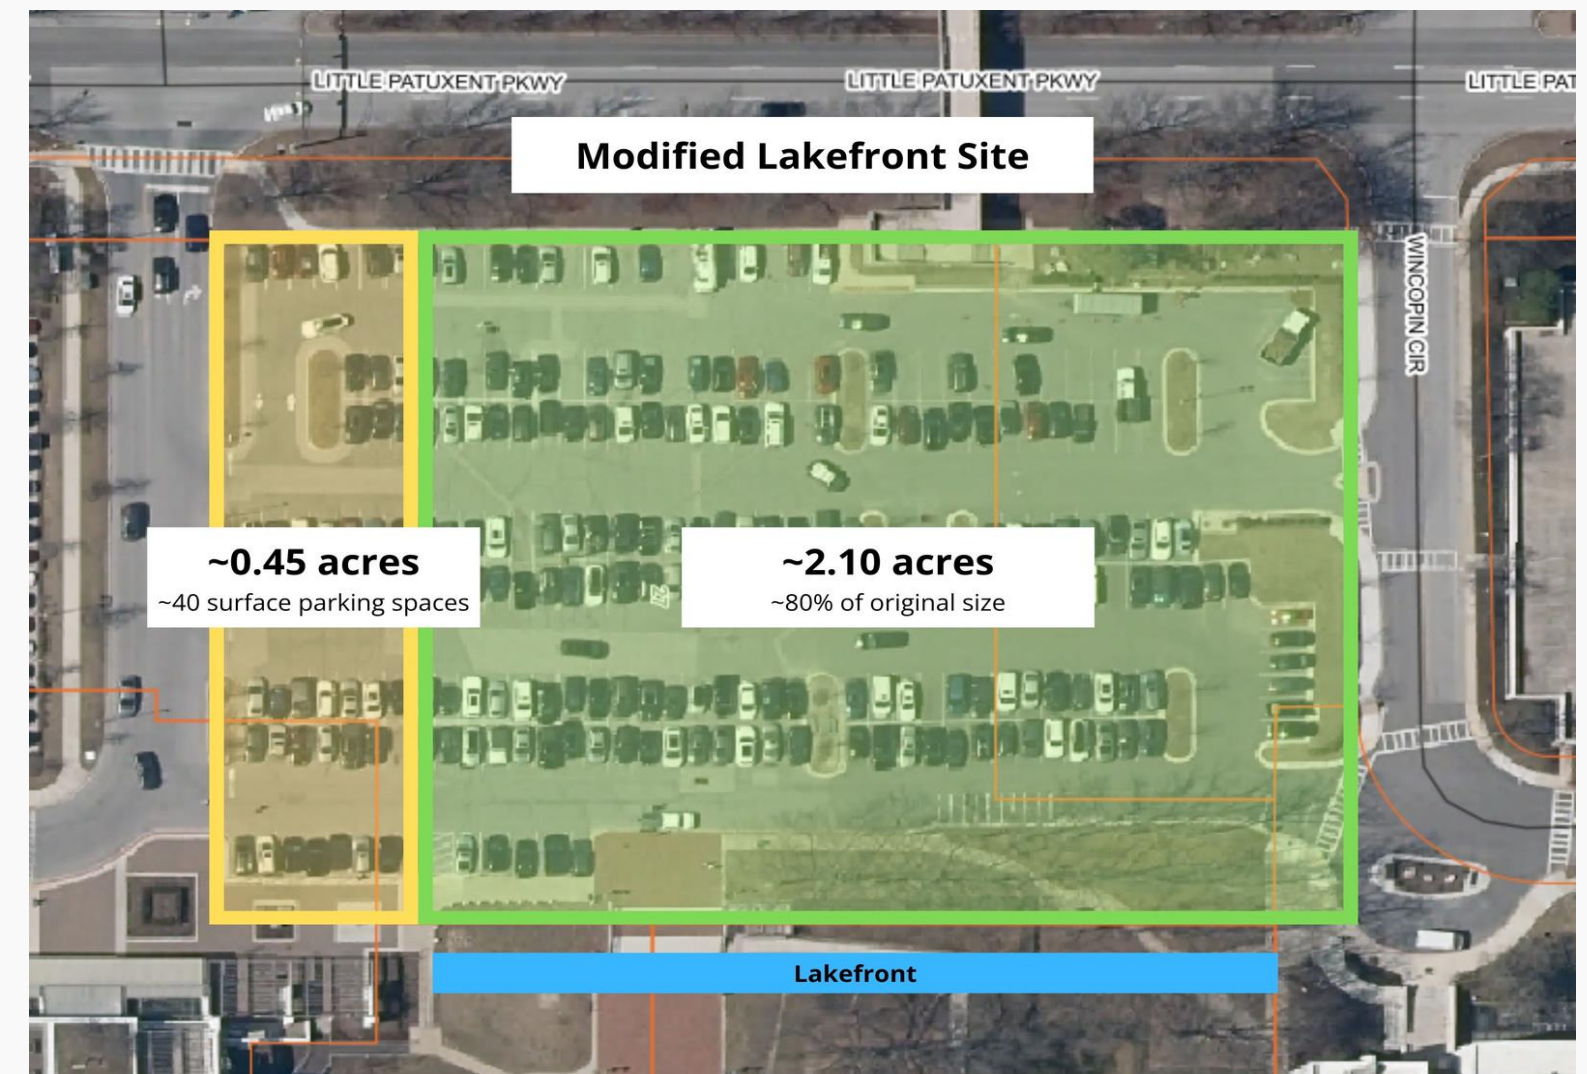 LITTLE PATUXENT PKWY
LITTLE PATUXENT PKWY
LITTLE PAT
Modified Lakefront Site
WINCOPIN CIR
~0.45 acres
~40 surface parking spaces
~2.10 acres
~80% of original size
Lakefront